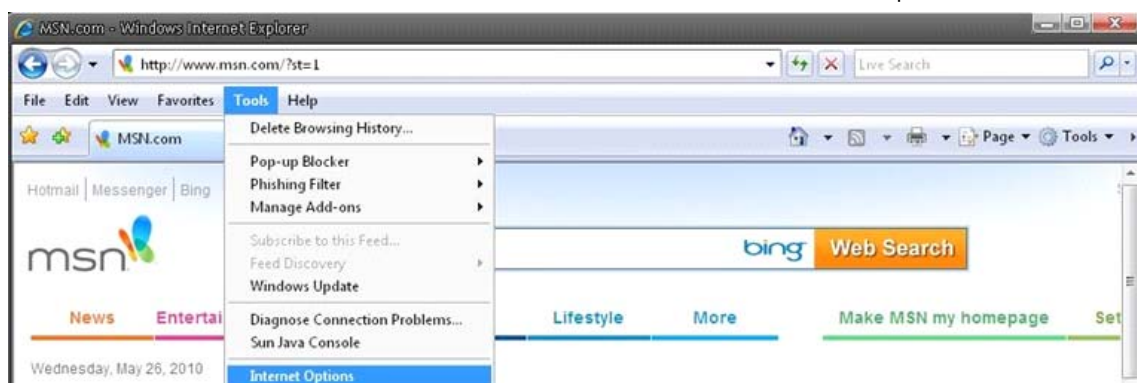 MSN.com - Windows Internet Explorer
http://www.msn.com/?st=1
Live Search
File Edit View Favorites Tools Help
MSN.com
Page Tools
Delete Browsing History...
Pop-up Blocker
Phishing Filter
Manage Add-ons
Subscribe to this Feed...
Feed Discovery
Windows Update
Diagnose Connection Problems...
Sun Java Console
Internet Options
Hotmail | Messenger | Bing
msn
bing Web Search
News Entertai Lifestyle More Make MSN my homepage Set
Wednesday, May 26, 2010